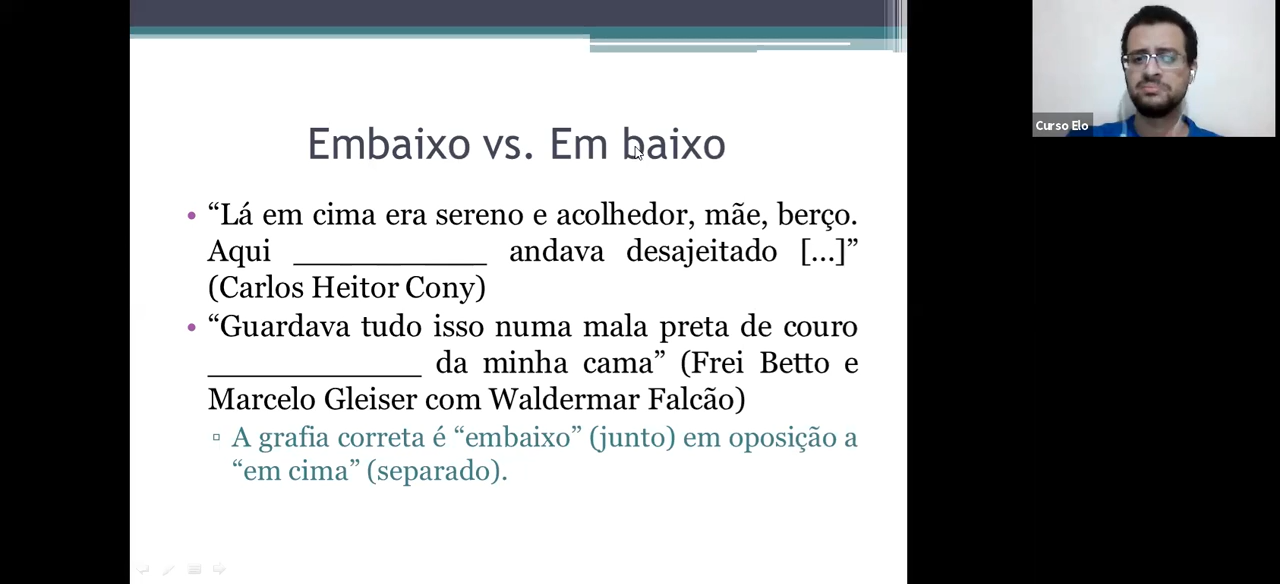 Embaixo vs. Em baixo
• “Lá em cima era sereno e acolhedor, mãe, berço.
Aqui ____________ andava desajeitado [...]”
(Carlos Heitor Cony)
• “Guardava tudo isso numa mala preta de couro
_____________ da minha cama” (Frei Betto e
Marcelo Gleiser com Waldermar Falcão)
▫ A grafia correta é “embaixo” (junto) em oposição a
“em cima” (separado).
Curso Elo